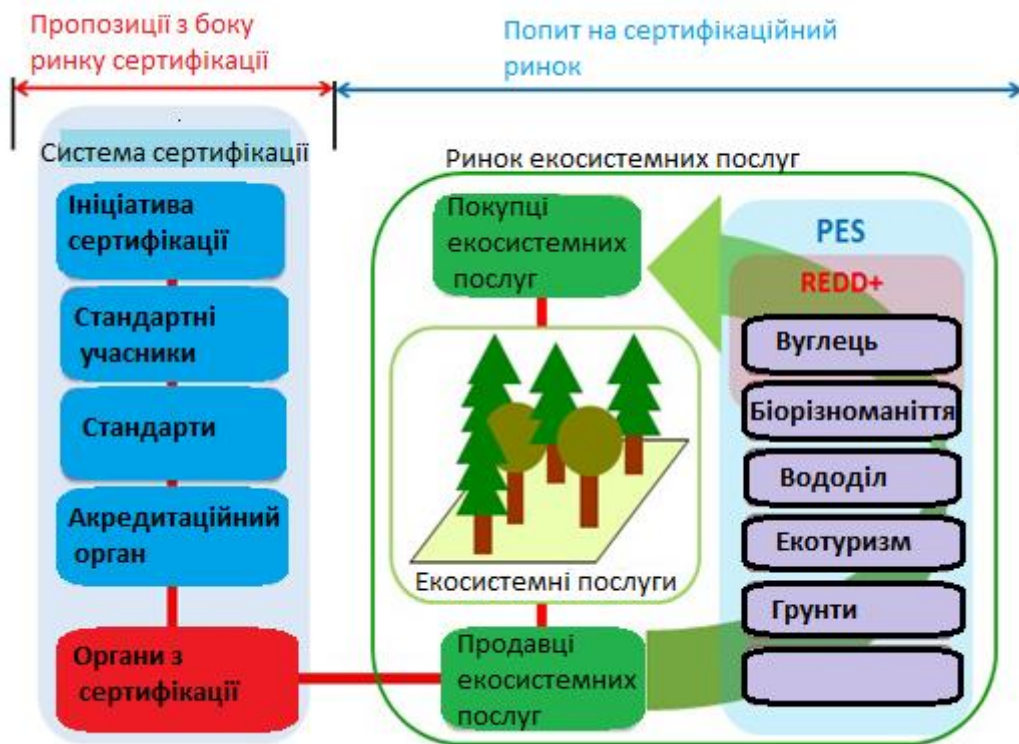 Пропозиції з боку
ринку сертифікації
Попит на сертифікаційний
ринок
Система сертифікації
Ініціатива
сертифікації
Стандартні
учасники
Стандарти
Акредитаційний
орган
Органи з
сертифікації
Ринок екосистемних послуг
Покупці
екосистемних
послуг
Екосистемні послуги
Продавці
екосистемних
послуг
PES
REDD+
Вуглець
Біорізноманіття
Вододіл
Екотуризм
Грунти